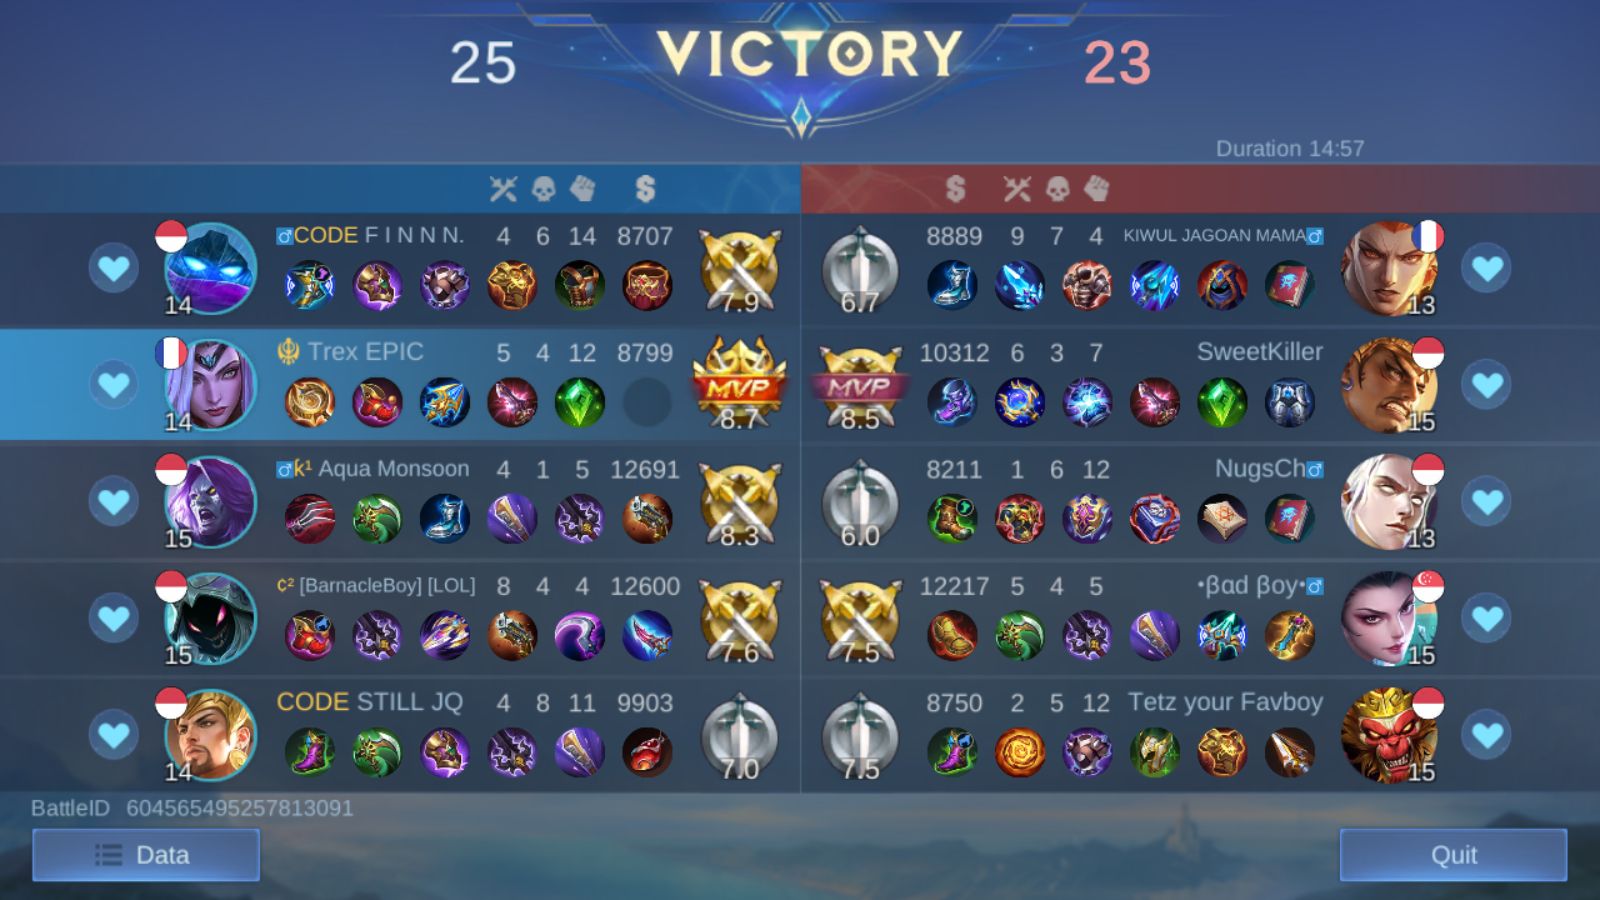 25 VICTORY 23
Duration 14:57
CODE F I N N N. 4 6 14 8707
14 7.9
8889 9 7 4 KIWUL JAGOAN MAMA
6.7 13
Trex EPIC 5 4 12 8799
14 MVP 8.7
10312 6 3 7 SweetKiller
MVP 8.5 15
ƙ¹ Aqua Monsoon 4 1 5 12691
15 8.3
8211 1 6 12 NugsCh
6.0 13
¢² [BarnacleBoy] [LOL] 8 4 4 12600
15 7.6
12217 5 4 5 •βαd βoy•
7.5 15
CODE STILL JQ 4 8 11 9903
14 7.0
8750 2 5 12 Tetz your Favboy
7.5 15
BattleID 604565495257813091
Data
Quit